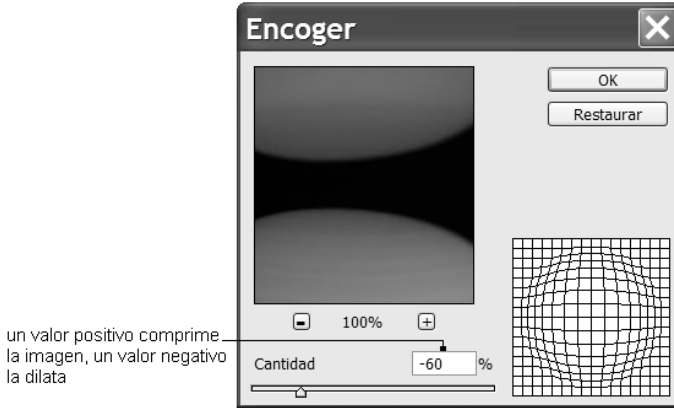 Encoger
OK
Restaurar
100%
un valor positivo comprime
la imagen, un valor negativo
la dilata
Cantidad
-60 %